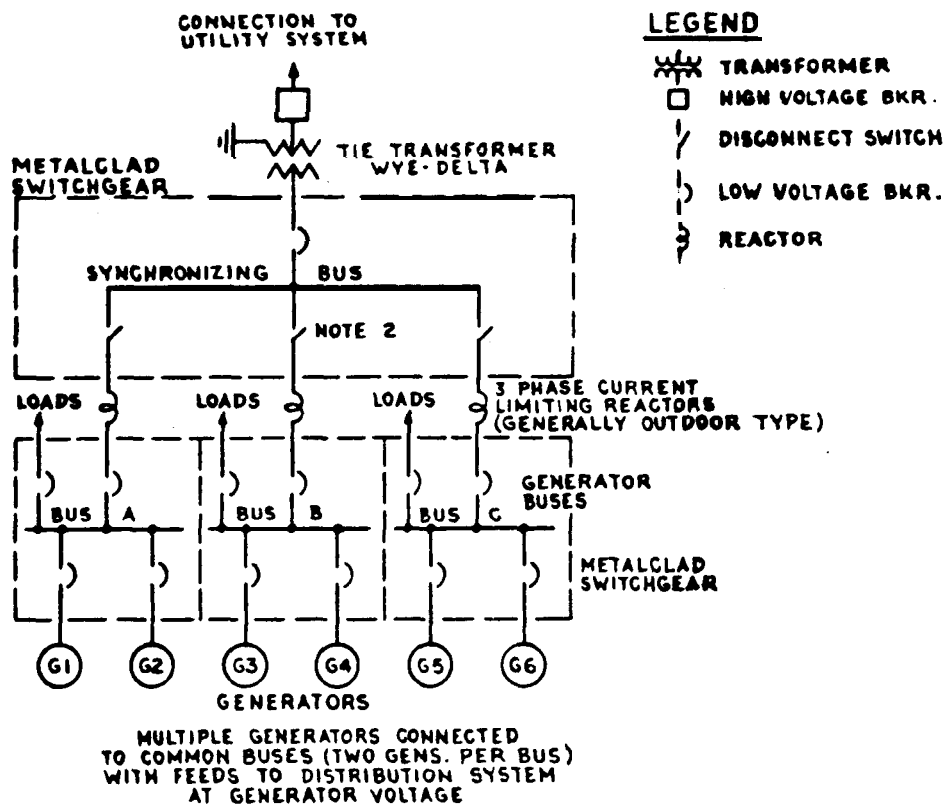 CONNECTION TO
UTILITY SYSTEM
LEGEND
TRANSFORMER
HIGH VOLTAGE BKR.
DISCONNECT SWITCH
LOW VOLTAGE BKR.
REACTOR
TIE TRANSFORMER
WYE-DELTA
METALCLAD
SWITCHGEAR
SYNCHRONIZING BUS
NOTE 2
LOADS
LOADS
LOADS
3 PHASE CURRENT
LIMITING REACTORS
(GENERALLY OUTDOOR TYPE)
GENERATOR
BUSES
BUS A
BUS B
BUS C
METALCLAD
SWITCHGEAR
G1 G2 G3 G4 G5 G6
GENERATORS
MULTIPLE GENERATORS CONNECTED
TO COMMON BUSES (TWO GENS. PER BUS)
WITH FEEDS TO DISTRIBUTION SYSTEM
AT GENERATOR VOLTAGE